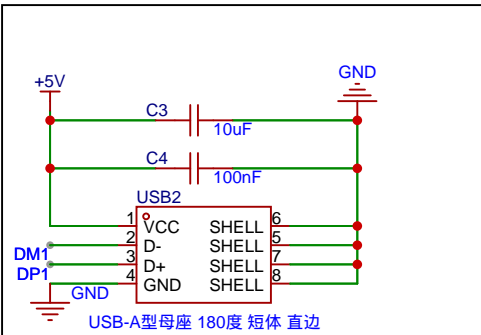 +5V
GND
C3
10uF
C4
100nF
USB2
1 VCC SHELL 6
2 D- SHELL 5
3 D+ SHELL 7
4 GND SHELL 8
DM1
DP1
GND
USB-A型母座 180度 短体 直边